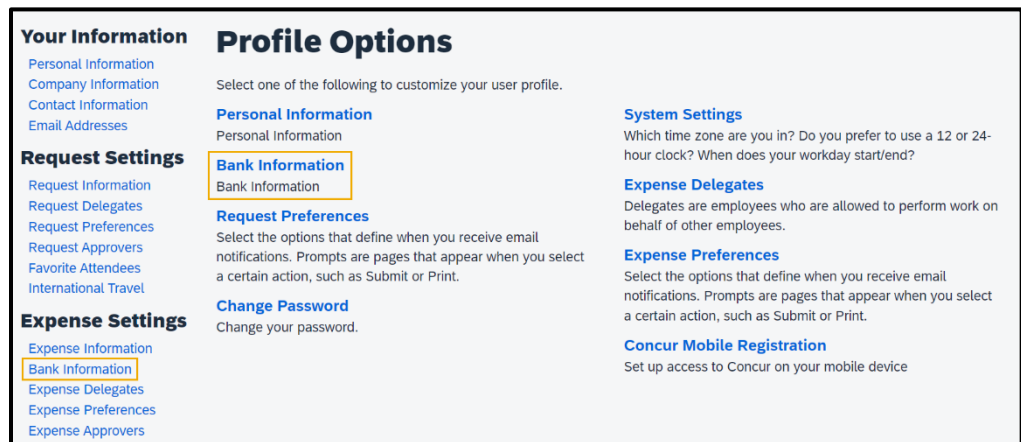 Your Information
Personal Information
Company Information
Contact Information
Email Addresses
Request Settings
Request Information
Request Delegates
Request Preferences
Request Approvers
Favorite Attendees
International Travel
Expense Settings
Expense Information
Bank Information
Expense Delegates
Expense Preferences
Expense Approvers
Profile Options
Select one of the following to customize your user profile.
Personal Information
Personal Information
Bank Information
Bank Information
Request Preferences
Select the options that define when you receive email
notifications. Prompts are pages that appear when you select
a certain action, such as Submit or Print.
Change Password
Change your password.
System Settings
Which time zone are you in? Do you prefer to use a 12 or 24-
hour clock? When does your workday start/end?
Expense Delegates
Delegates are employees who are allowed to perform work on
behalf of other employees.
Expense Preferences
Select the options that define when you receive email
notifications. Prompts are pages that appear when you select
a certain action, such as Submit or Print.
Concur Mobile Registration
Set up access to Concur on your mobile device